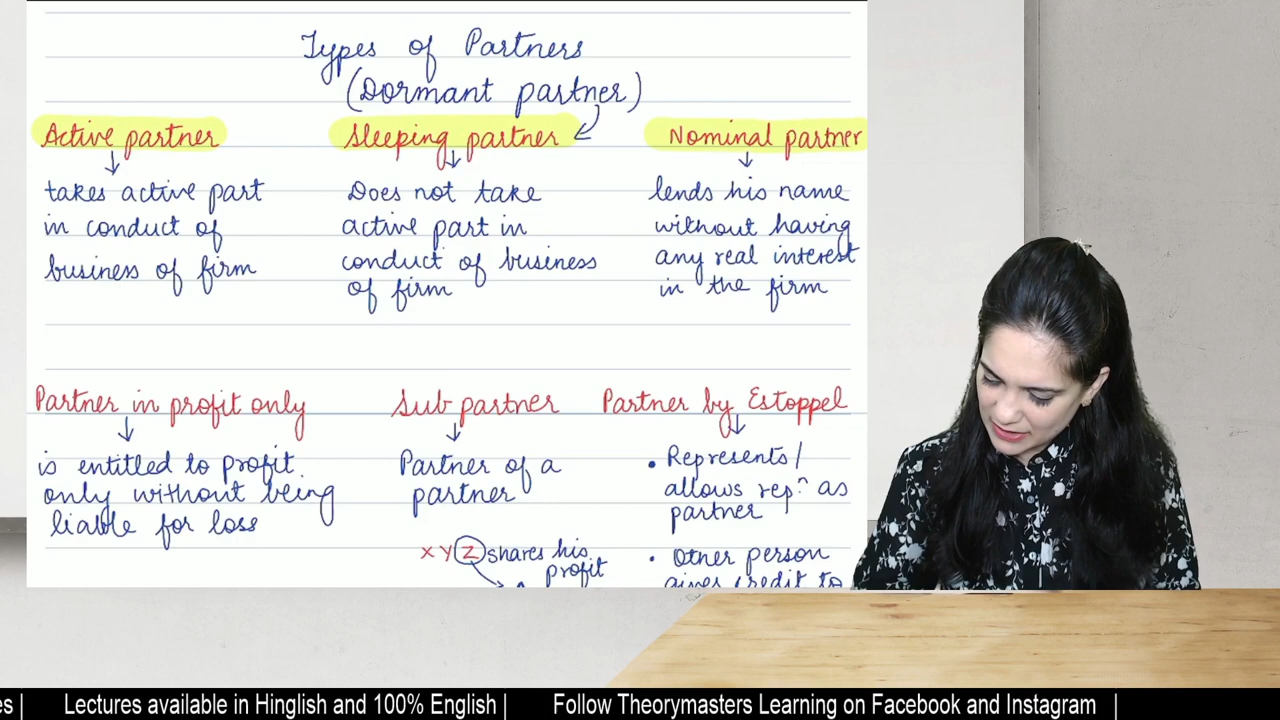 Types of Partners
(Dormant partner)
Active partner
takes active part
in conduct of
business of firm
Sleeping partner
Does not take
active part in
conduct of business
of firm
Nominal partner
lends his name
without having
any real interest
in the firm
Partner in profit only
is entitled to profit
only without being
liable for loss
Sub partner
Partner of a
partner
X Y Z shares his
profit
Partner by Estoppel
• Represents/
allows repn as
partner
• Other person
gives credit to
es | Lectures available in Hinglish and 100% English | Follow Theorymasters Learning on Facebook and Instagram |